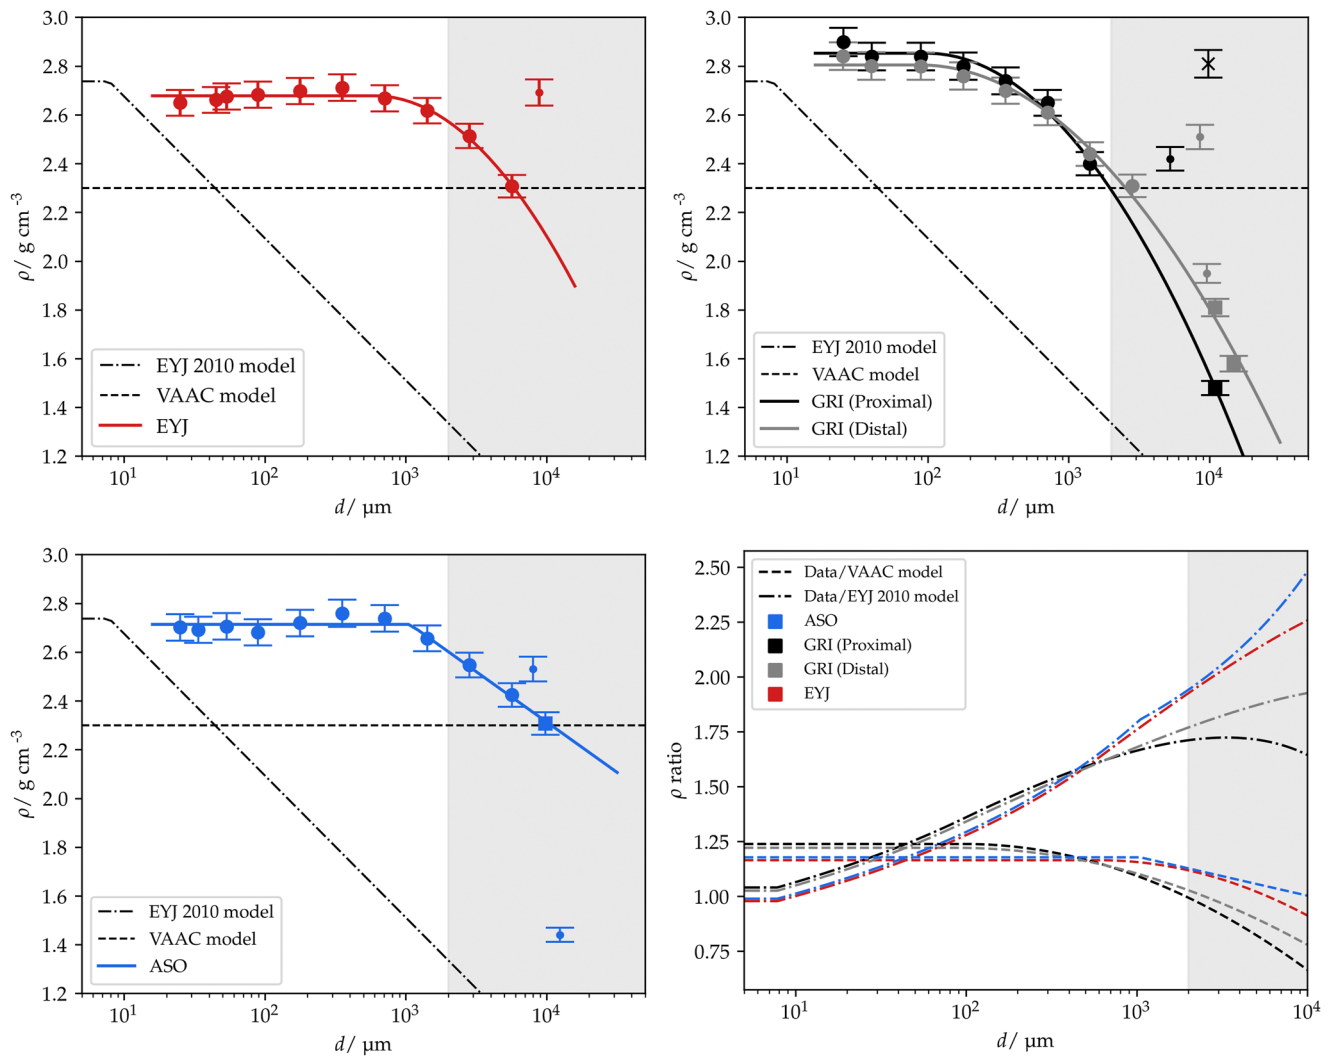 3.0
2.8
2.6
2.4
2.2
2.0
1.8
1.6
1.4
1.2
ρ / g cm⁻³
EYJ 2010 model
VAAC model
EYJ
10¹
10²
10³
10⁴
d / µm
3.0
2.8
2.6
2.4
2.2
2.0
1.8
1.6
1.4
1.2
ρ / g cm⁻³
EYJ 2010 model
VAAC model
GRI (Proximal)
GRI (Distal)
10¹
10²
10³
10⁴
d / µm
3.0
2.8
2.6
2.4
2.2
2.0
1.8
1.6
1.4
1.2
ρ / g cm⁻³
EYJ 2010 model
VAAC model
ASO
10¹
10²
10³
10⁴
d / µm
2.50
2.25
2.00
1.75
1.50
1.25
1.00
0.75
ρ ratio
Data/VAAC model
Data/EYJ 2010 model
ASO
GRI (Proximal)
GRI (Distal)
EYJ
10¹
10²
10³
10⁴
d / µm